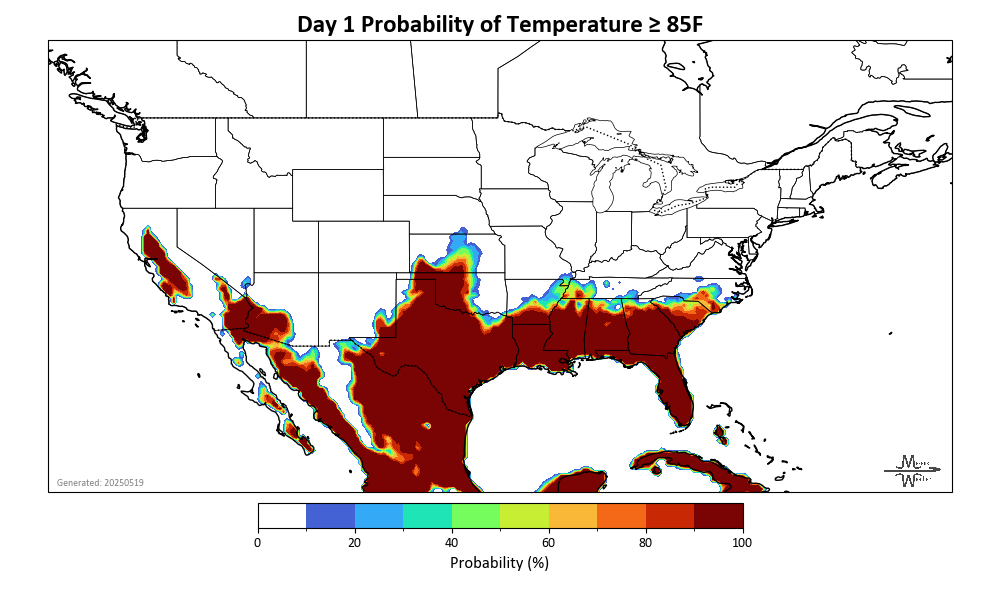 Day 1 Probability of Temperature ≥ 85F
Generated: 20250519
0 20 40 60 80 100
Probability (%)